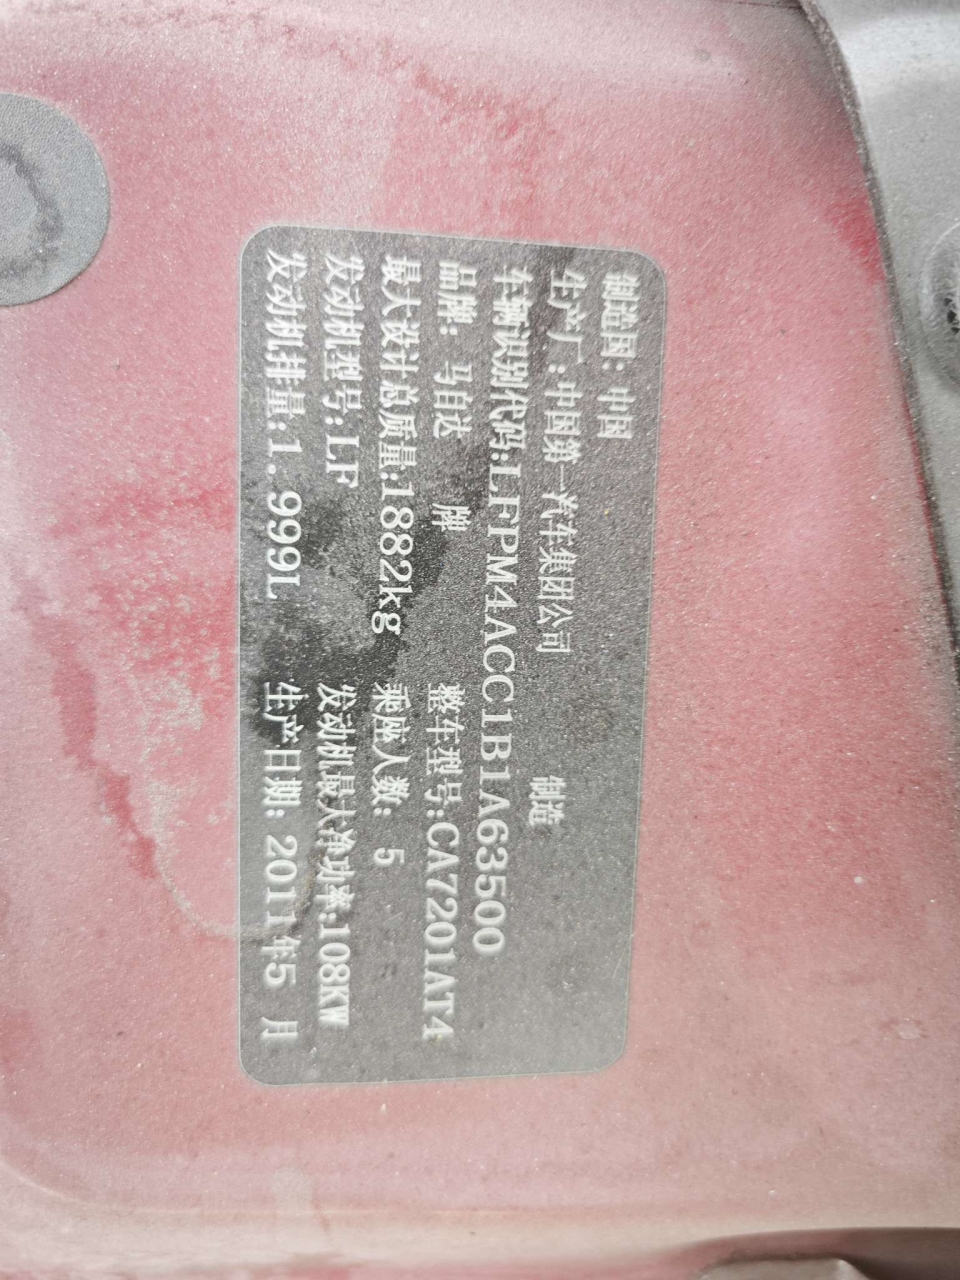 制造国: 中国
生产厂: 中国第一汽车集团公司 制造
车辆识别代码:LFPM4ACC1B1A63500
品牌: 马自达 牌 整车型号:CA7201AT4
最大设计总质量:1882kg 乘座人数: 5
发动机型号:LF 发动机最大净功率:108KW
发动机排量:1.999L 生产日期: 2011年5 月